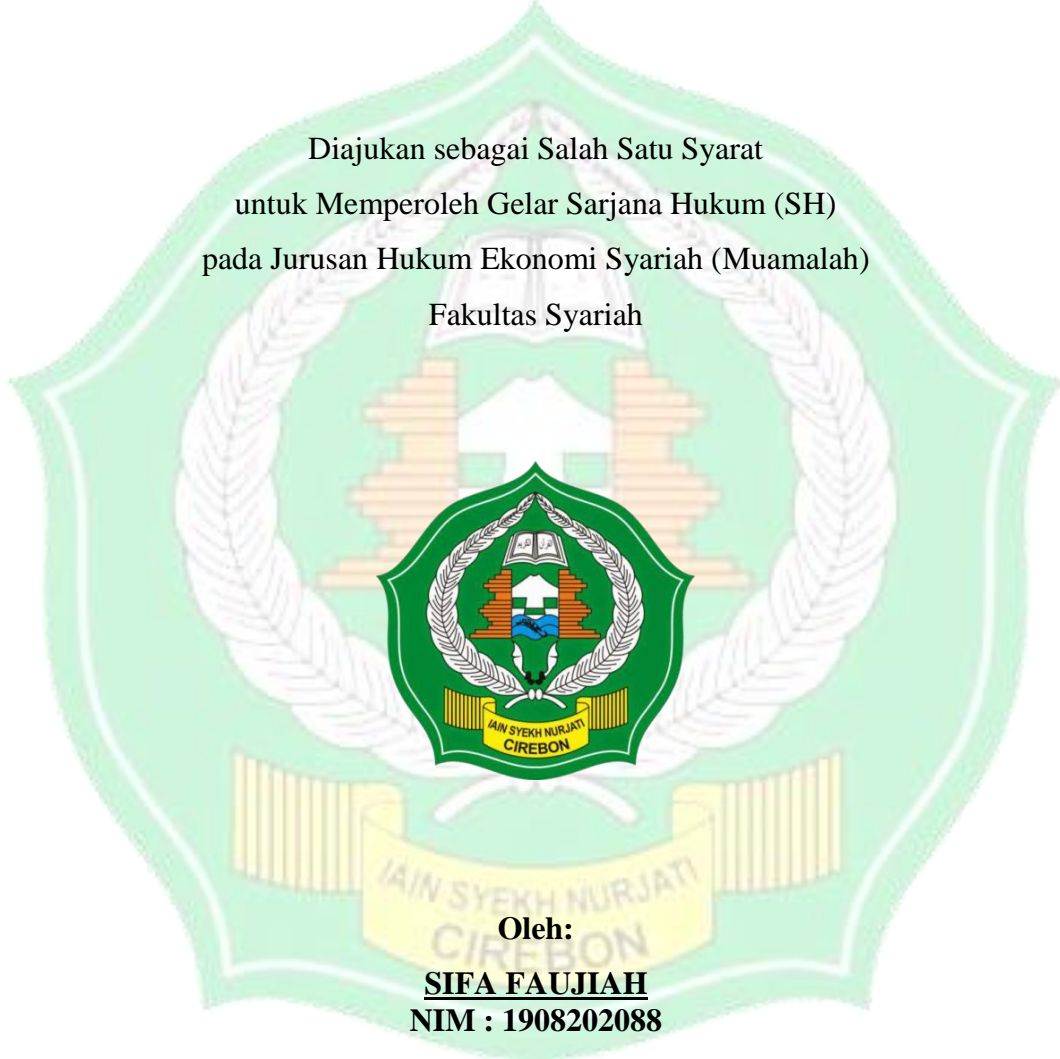 Diajukan sebagai Salah Satu Syarat
untuk Memperoleh Gelar Sarjana Hukum (SH)
pada Jurusan Hukum Ekonomi Syariah (Muamalah)
Fakultas Syariah
IAIN SYEKH NURJATI
CIREBON
IAIN SYEKH NURJATI
CIREBON
Oleh:
SIFA FAUJIAH
NIM : 1908202088